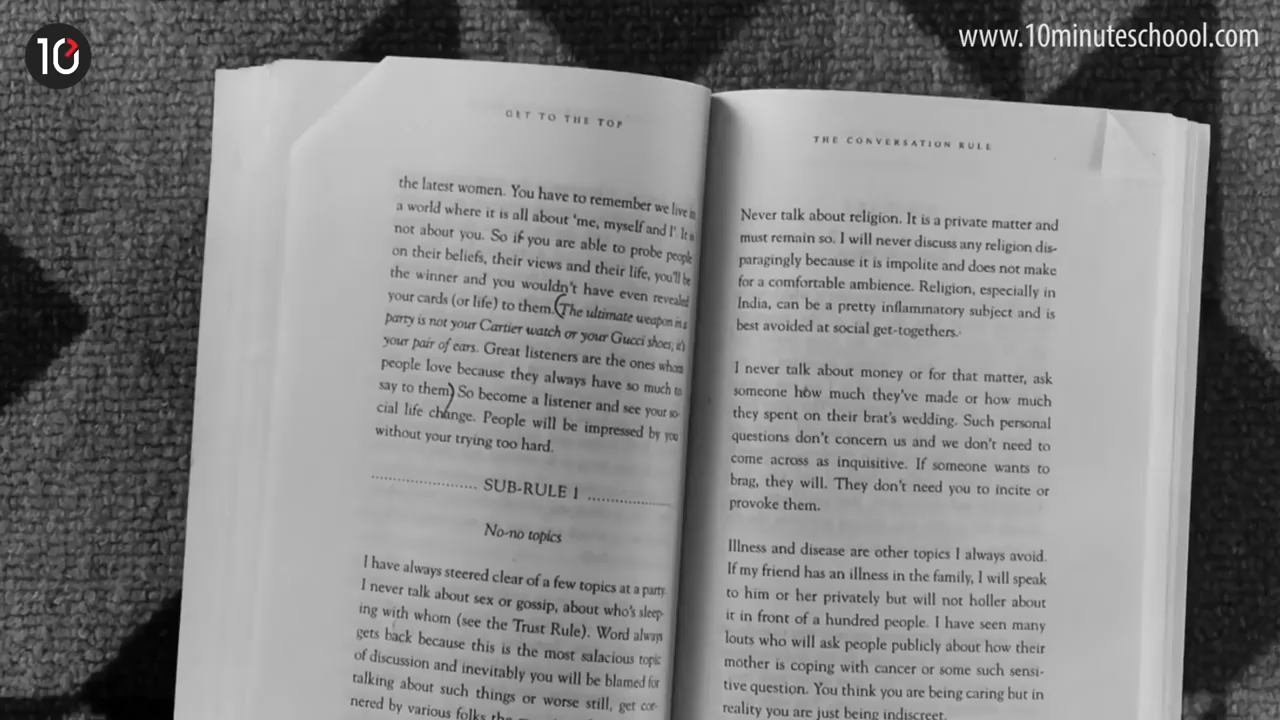 10
www.10minuteschoool.com
GET TO THE TOP
the latest women. You have to remember we live in
a world where it is all about 'me, myself and I'. It is
not about you. So if you are able to probe people
on their beliefs, their views and their life, you'll be
the winner and you wouldn't have even revealed
your cards (or life) to them. The ultimate weapon in a
party is not your Cartier watch or your Gucci shoes; it's
your pair of ears. Great listeners are the ones whom
people love because they always have so much to
say to them. So become a listener and see your so-
cial life change. People will be impressed by you
without your trying too hard.
SUB-RULE 1
No-no topics
I have always steered clear of a few topics at a party.
I never talk about sex or gossip, about who's sleep-
ing with whom (see the Trust Rule). Word always
gets back because this is the most salacious topic
of discussion and inevitably you will be blamed for
talking about such things or worse still, get cor-
nered by various folks
THE CONVERSATION RULE
Never talk about religion. It is a private matter and
must remain so. I will never discuss any religion dis-
paragingly because it is impolite and does not make
for a comfortable ambience. Religion, especially in
India, can be a pretty inflammatory subject and is
best avoided at social get-togethers.
I never talk about money or for that matter, ask
someone how much they've made or how much
they spent on their brat's wedding. Such personal
questions don't concern us and we don't need to
come across as inquisitive. If someone wants to
brag, they will. They don't need you to incite or
provoke them.
Illness and disease are other topics I always avoid.
If my friend has an illness in the family, I will speak
to him or her privately but will not holler about
it in front of a hundred people. I have seen many
louts who will ask people publicly about how their
mother is coping with cancer or some such sensi-
tive question. You think you are being caring but in
reality you are just being indiscreet.